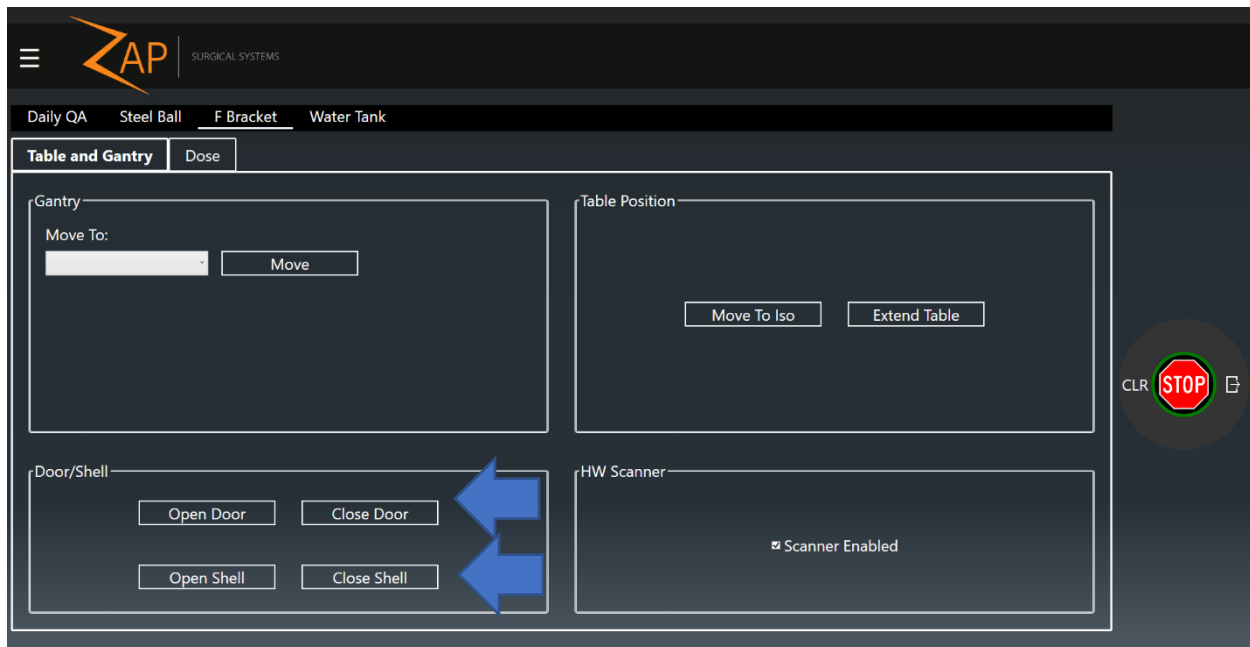 ZAP SURGICAL SYSTEMS
Daily QA Steel Ball F Bracket Water Tank
Table and Gantry Dose
Gantry
Move To:
Move
Table Position
Move To Iso Extend Table
CLR STOP
Door/Shell
Open Door Close Door
Open Shell Close Shell
HW Scanner
Scanner Enabled